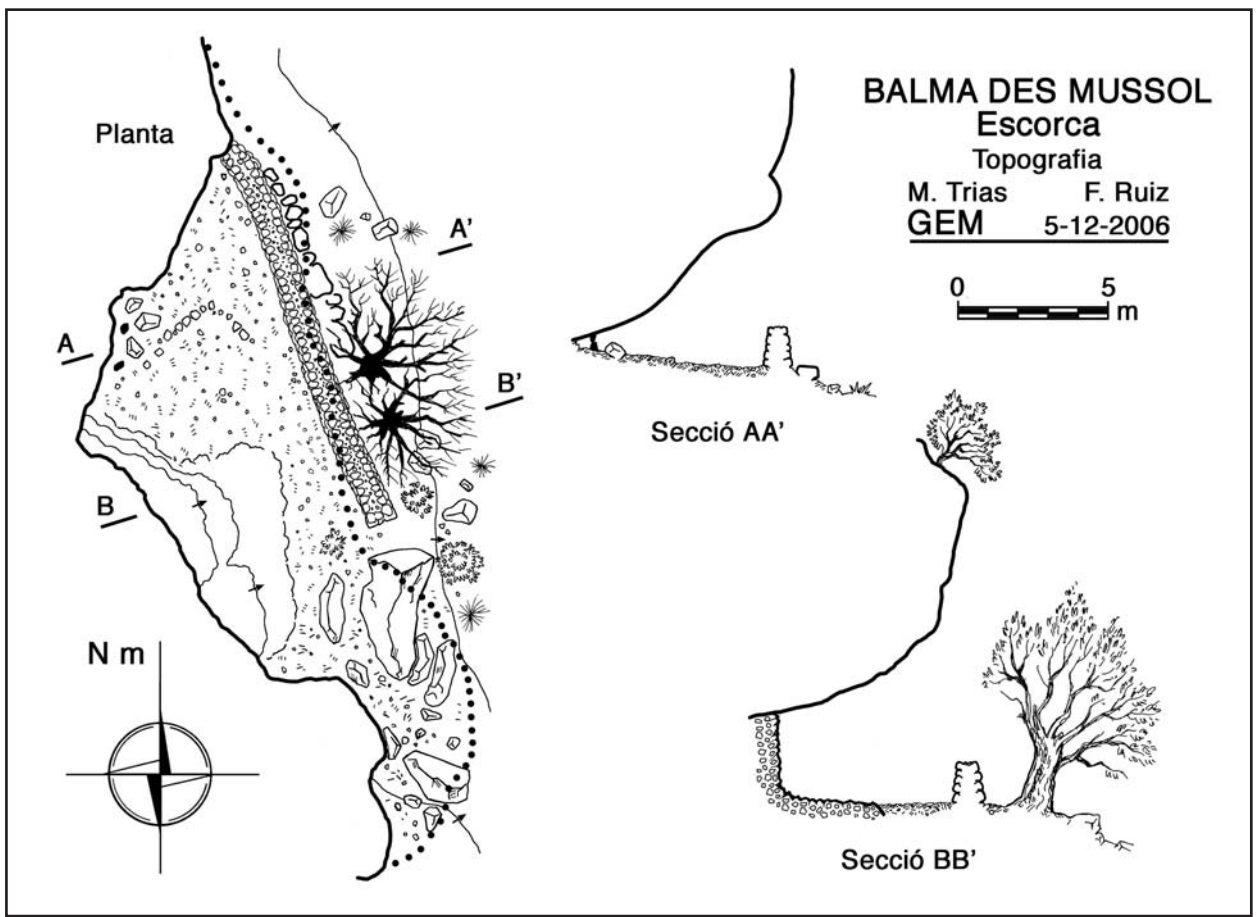 BALMA DES MUSSOL
Escorca
Topografia
M. Trias F. Ruiz
GEM 5-12-2006
0 5
m
Planta
A'
A
B'
B
N m
Secció AA'
Secció BB'